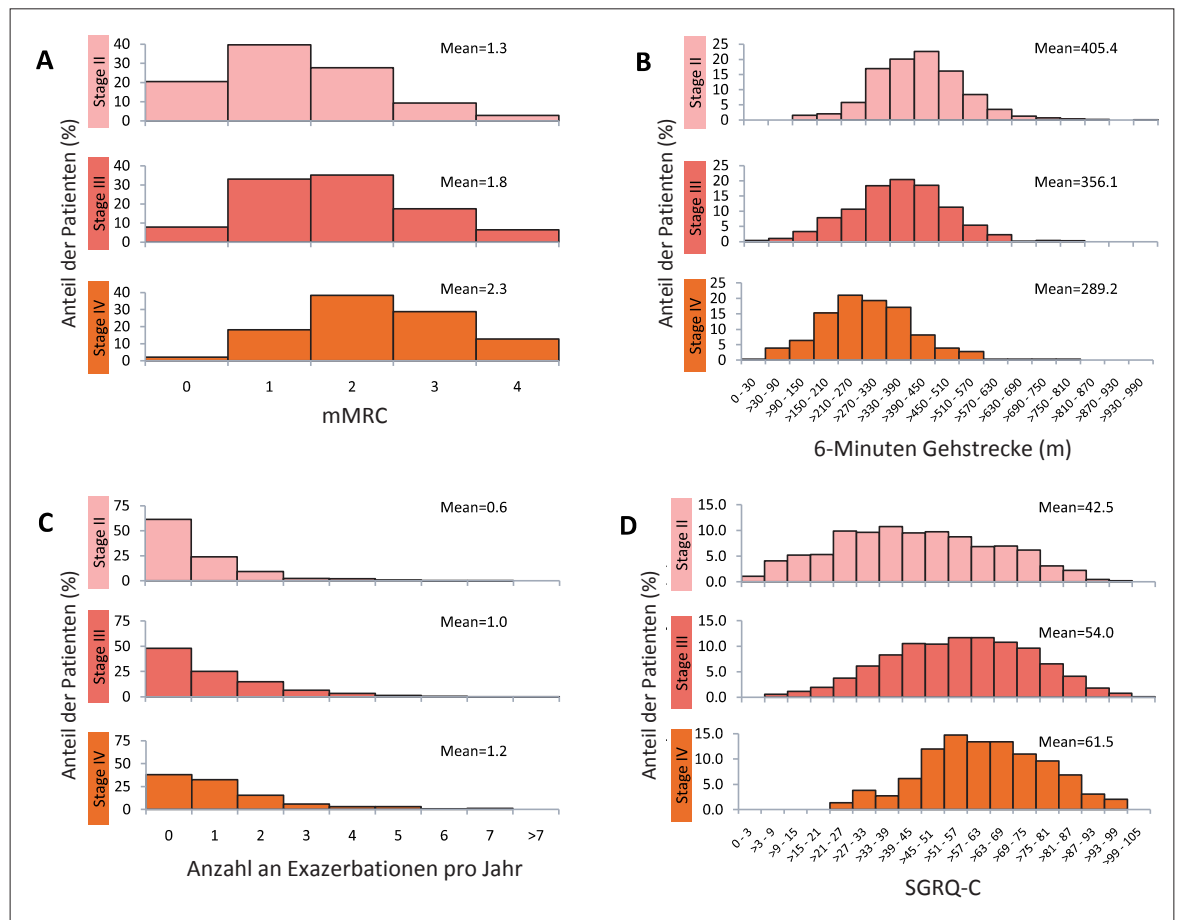 A
Anteil der Patienten (%)
Stage II
40
30
20
10
0
Mean=1.3
Stage III
40
30
20
10
0
Mean=1.8
Stage IV
40
30
20
10
0
Mean=2.3
0 1 2 3 4
mMRC
B
Anteil der Patienten (%)
Stage II
25
20
15
10
5
0
Mean=405.4
Stage III
25
20
15
10
5
0
Mean=356.1
Stage IV
25
20
15
10
5
0
Mean=289.2
0 - 30
>30 - 90
>90 - 150
>150 - 210
>210 - 270
>270 - 330
>330 - 390
>390 - 450
>450 - 510
>510 - 570
>570 - 630
>630 - 690
>690 - 750
>750 - 810
>810 - 870
>870 - 930
>930 - 990
6-Minuten Gehstrecke (m)
C
Anteil der Patienten (%)
Stage II
75
50
25
0
Mean=0.6
Stage III
75
50
25
0
Mean=1.0
Stage IV
75
50
25
0
Mean=1.2
0 1 2 3 4 5 6 7 >7
Anzahl an Exazerbationen pro Jahr
D
Anteil der Patienten (%)
Stage II
15.0
10.0
5.0
0.0
Mean=42.5
Stage III
15.0
10.0
5.0
0.0
Mean=54.0
Stage IV
15.0
10.0
5.0
0.0
Mean=61.5
0 - 3
>3 - 9
>9 - 15
>15 - 21
>21 - 27
>27 - 33
>33 - 39
>39 - 45
>45 - 51
>51 - 57
>57 - 63
>63 - 69
>69 - 75
>75 - 81
>81 - 87
>87 - 93
>93 - 99
>99 - 105
SGRQ-C